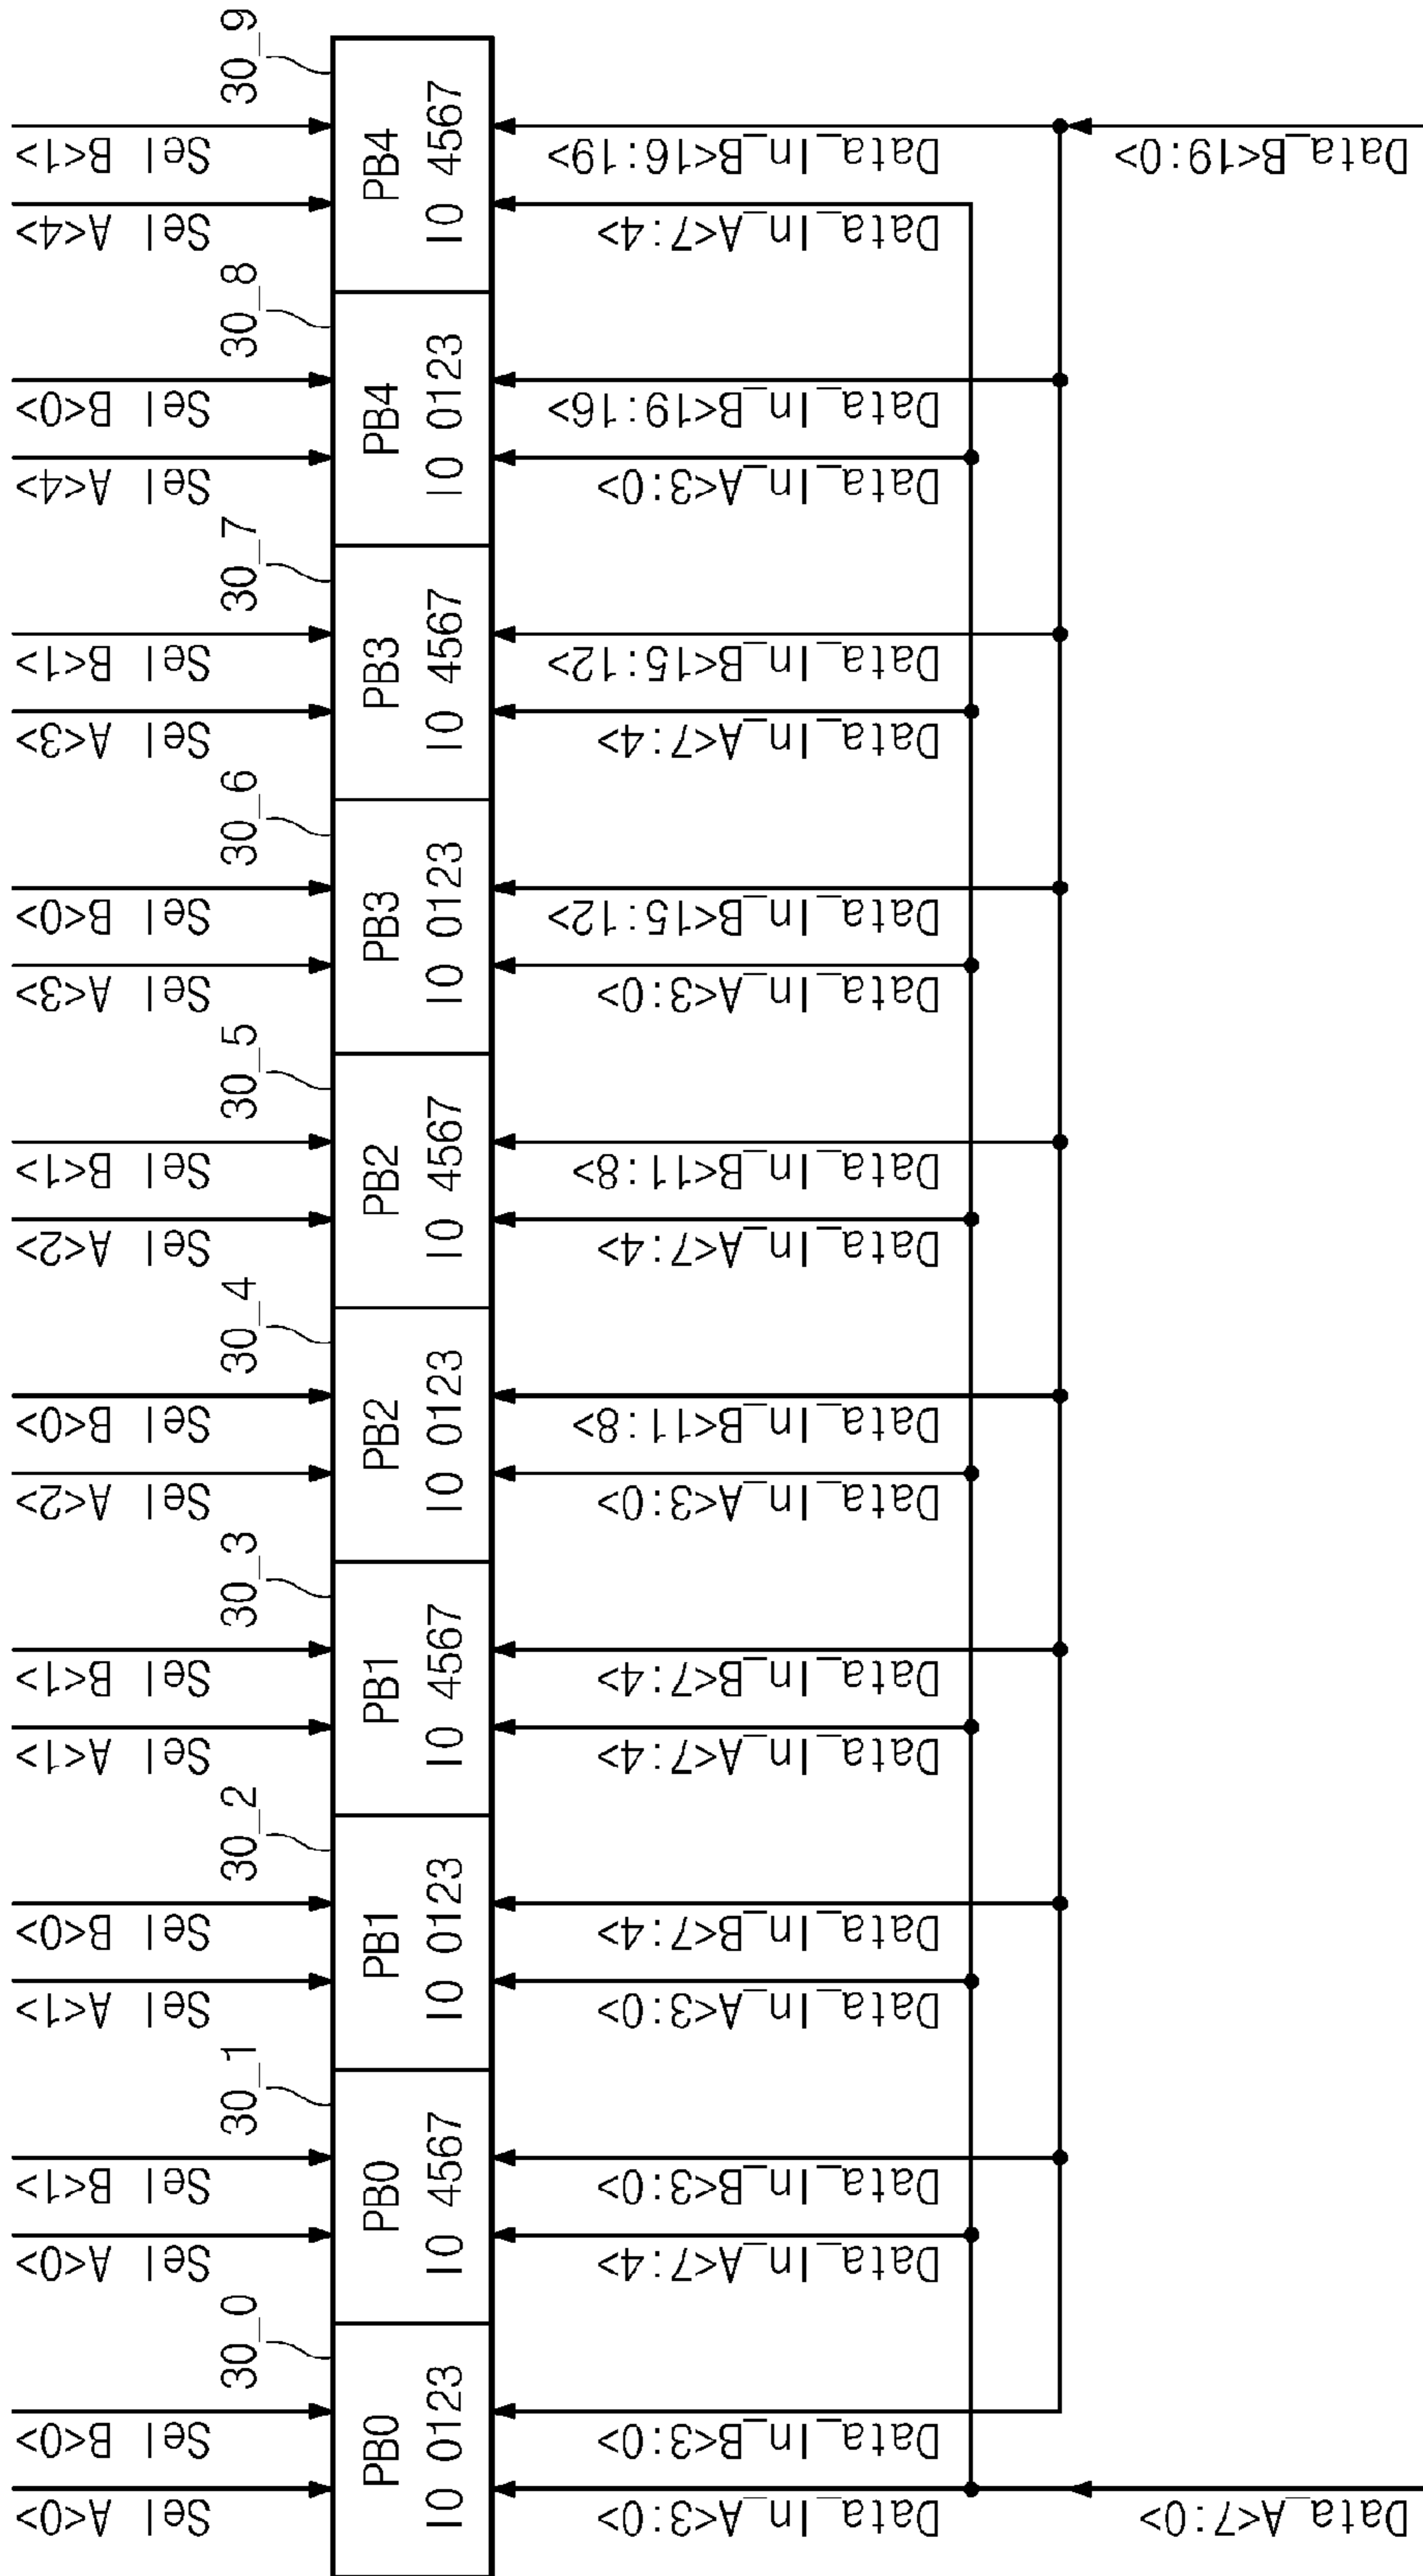 Sel A<0>
Sel B<0>
Sel A<0>
Sel B<1>
Sel A<1>
Sel B<0>
Sel A<1>
Sel B<1>
Sel A<2>
Sel B<0>
Sel A<2>
Sel B<1>
Sel A<3>
Sel B<0>
Sel A<3>
Sel B<1>
Sel A<4>
Sel B<0>
Sel A<4>
Sel B<1>
30_0
30_1
30_2
30_3
30_4
30_5
30_6
30_7
30_8
30_9
PB0
IO 0123
PB0
IO 4567
PB1
IO 0123
PB1
IO 4567
PB2
IO 0123
PB2
IO 4567
PB3
IO 0123
PB3
IO 4567
PB4
IO 0123
PB4
IO 4567
Data_In_A<3:0>
Data_In_B<3:0>
Data_In_A<7:4>
Data_In_B<3:0>
Data_In_A<3:0>
Data_In_B<7:4>
Data_In_A<7:4>
Data_In_B<7:4>
Data_In_A<3:0>
Data_In_B<11:8>
Data_In_A<7:4>
Data_In_B<11:8>
Data_In_A<3:0>
Data_In_B<15:12>
Data_In_A<7:4>
Data_In_B<15:12>
Data_In_A<3:0>
Data_In_B<19:16>
Data_In_A<7:4>
Data_In_B<16:19>
Data_A<7:0>
Data_B<19:0>